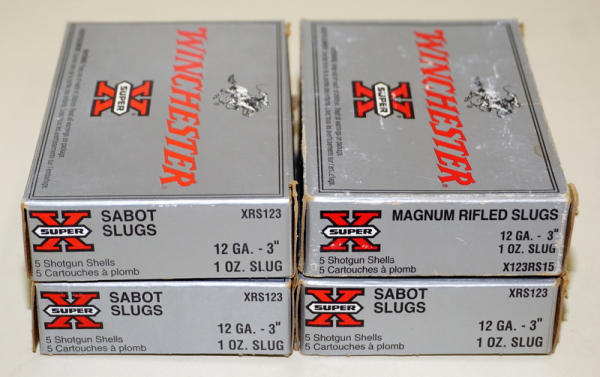 WINCHESTER
SUPER X
WINCHESTER
SUPER X
SUPER X
SABOT
SLUGS
XRS123
12 GA. - 3"
1 OZ. SLUG
5 Shotgun Shells
5 Cartouches à plomb
SUPER X
MAGNUM RIFLED SLUGS
12 GA. - 3"
1 OZ. SLUG
X123RS15
5 Shotgun Shells
5 Cartouches à plomb
SUPER X
SABOT
SLUGS
XRS123
12 GA. - 3"
1 OZ. SLUG
5 Shotgun Shells
5 Cartouches à plomb
SUPER X
SABOT
SLUGS
XRS123
12 GA. - 3"
1 OZ. SLUG
5 Shotgun Shells
5 Cartouches à plomb